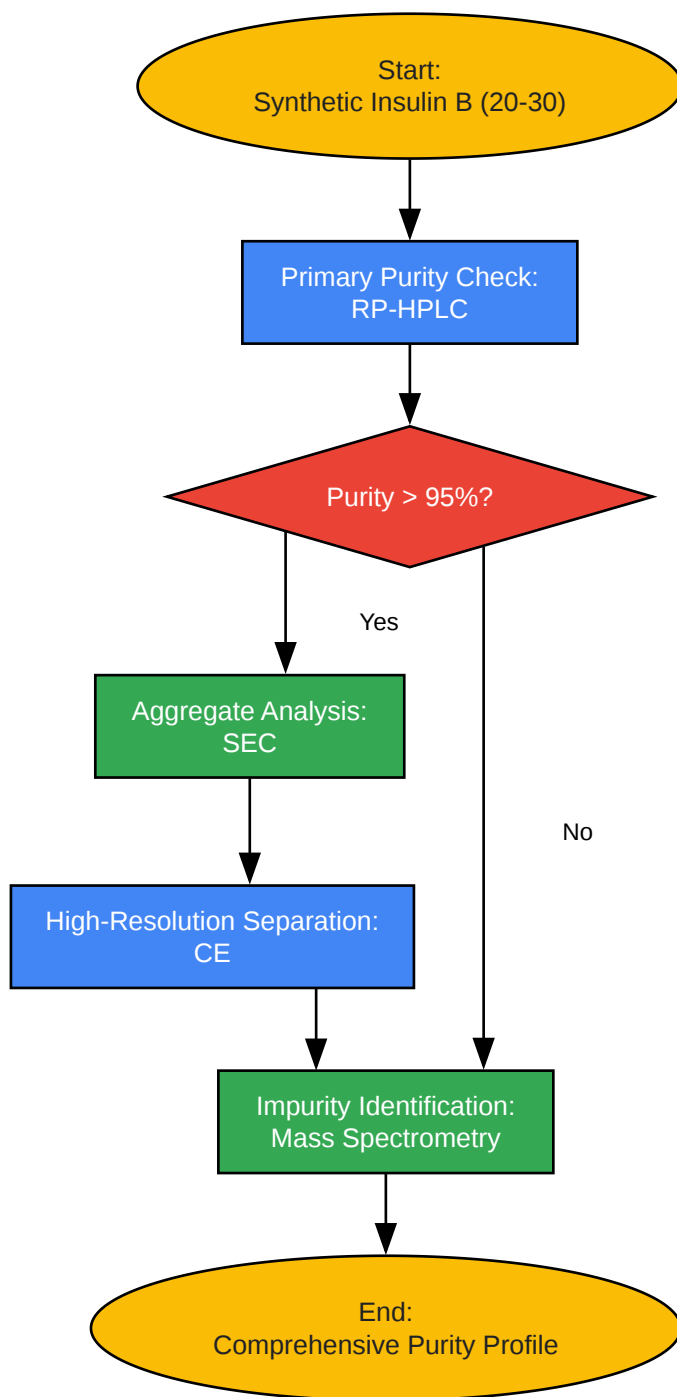 Start:
Synthetic Insulin B (20-30)
Primary Purity Check:
RP-HPLC
Purity > 95%?
Yes
Aggregate Analysis:
SEC
No
High-Resolution Separation:
CE
Impurity Identification:
Mass Spectrometry
End:
Comprehensive Purity Profile